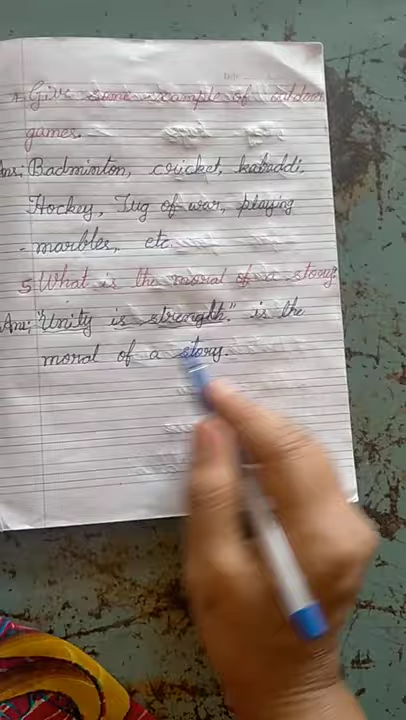 Date
4. Give some example of outdoor
games.
Ans; Badminton, cricket, kabaddi,
Hockey, Tug of war, playing
- marbles, etc.
5. What is the moral of a story?
Ans; "Unity is strength." is the
moral of a story.